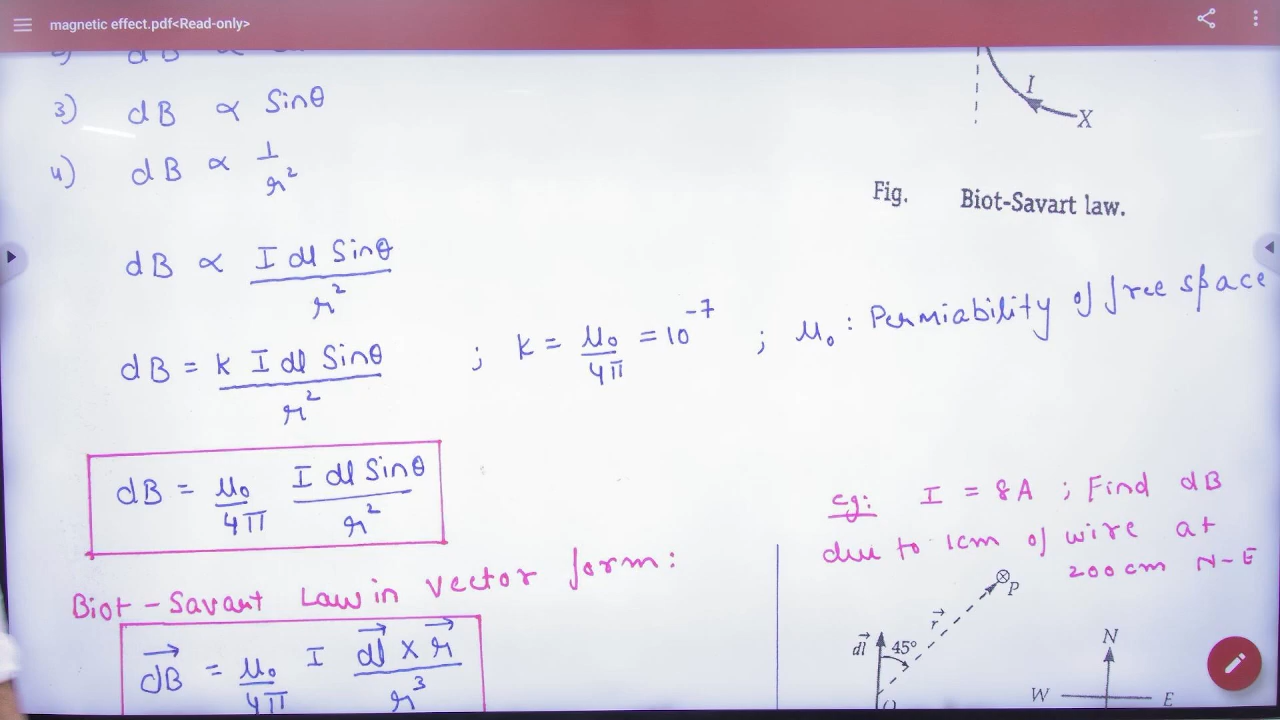 magnetic effect.pdf<Read-only>
3) dB ∝ Sinθ
4) dB ∝ 1/r²
I
X
Fig. Biot-Savart law.
dB ∝ I dl Sinθ / r²
dB = k I dl Sinθ / r² ; k = μ₀/4π = 10⁻⁷ ; μ₀ : Permiability of free space
dB = μ₀/4π I dl Sinθ / r²
eg: I = 8A ; Find dB
due to 1cm of wire at
200 cm N-E
Biot-Savart Law in vector form:
dB⃗ = μ₀/4π I dl⃗ × r⃗ / r³
P
r⃗
dl⃗ 45°
N
W E